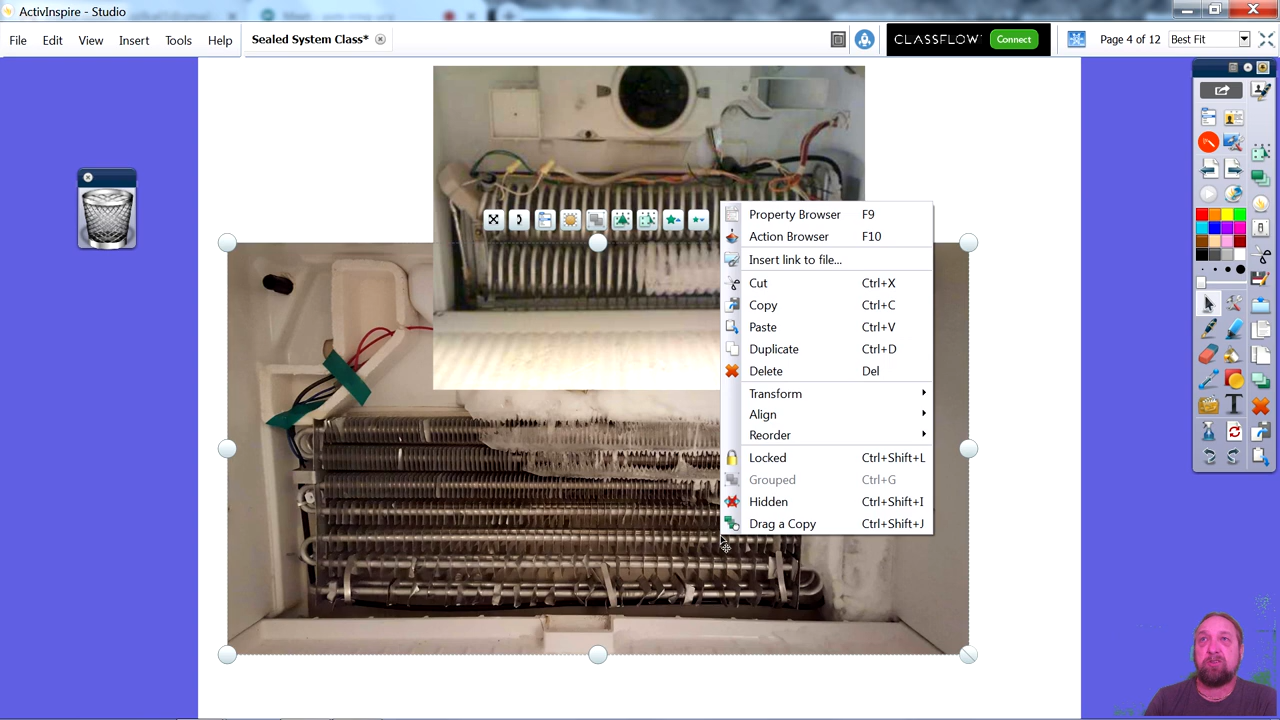 ActivInspire - Studio
File Edit View Insert Tools Help
Sealed System Class*
CLASSFLOW Connect
Page 4 of 12
Best Fit
Property Browser F9
Action Browser F10
Insert link to file...
Cut Ctrl+X
Copy Ctrl+C
Paste Ctrl+V
Duplicate Ctrl+D
Delete Del
Transform
Align
Reorder
Locked Ctrl+Shift+L
Grouped Ctrl+G
Hidden Ctrl+Shift+I
Drag a Copy Ctrl+Shift+J